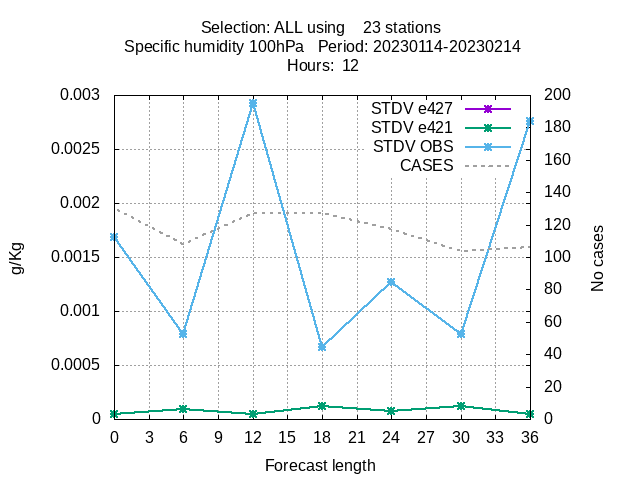 Selection: ALL using    23 stations
Specific humidity 100hPa   Period: 20230114-20230214
Hours:  12
STDV e427
STDV e421
STDV OBS
CASES
0.003
0.0025
0.002
0.0015
0.001
0.0005
0
g/Kg
200
180
160
140
120
100
80
60
40
20
0
No cases
0 3 6 9 12 15 18 21 24 27 30 33 36
Forecast length